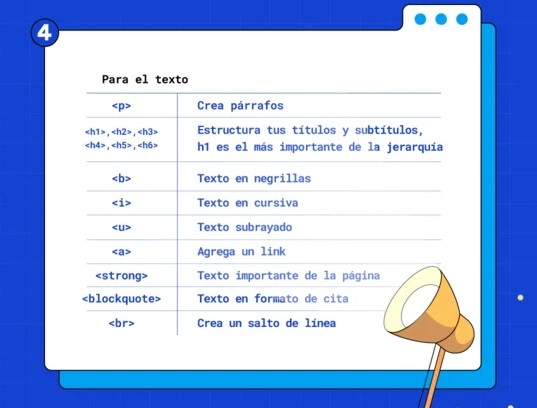 4
Para el texto
<p> Crea párrafos
<h1>,<h2>,<h3> Estructura tus títulos y subtítulos,
<h4>,<h5>,<h6> h1 es el más importante de la jerarquía
<b> Texto en negrillas
<i> Texto en cursiva
<u> Texto subrayado
<a> Agrega un link
<strong> Texto importante de la página
<blockquote> Texto en formato de cita
<br> Crea un salto de línea